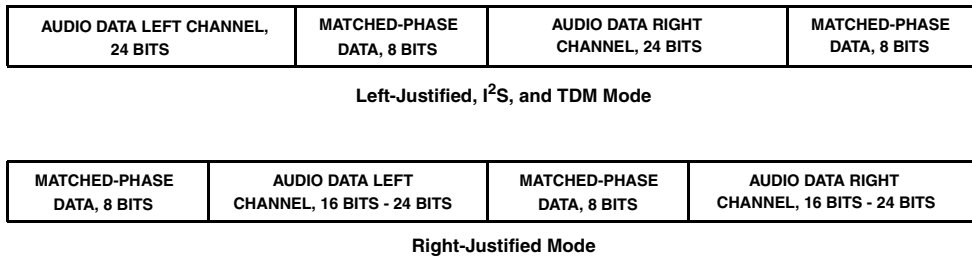 AUDIO DATA LEFT CHANNEL,
24 BITS
MATCHED-PHASE
DATA, 8 BITS
AUDIO DATA RIGHT
CHANNEL, 24 BITS
MATCHED-PHASE
DATA, 8 BITS
Left-Justified, I²S, and TDM Mode
MATCHED-PHASE
DATA, 8 BITS
AUDIO DATA LEFT
CHANNEL, 16 BITS - 24 BITS
MATCHED-PHASE
DATA, 8 BITS
AUDIO DATA RIGHT
CHANNEL, 16 BITS - 24 BITS
Right-Justified Mode